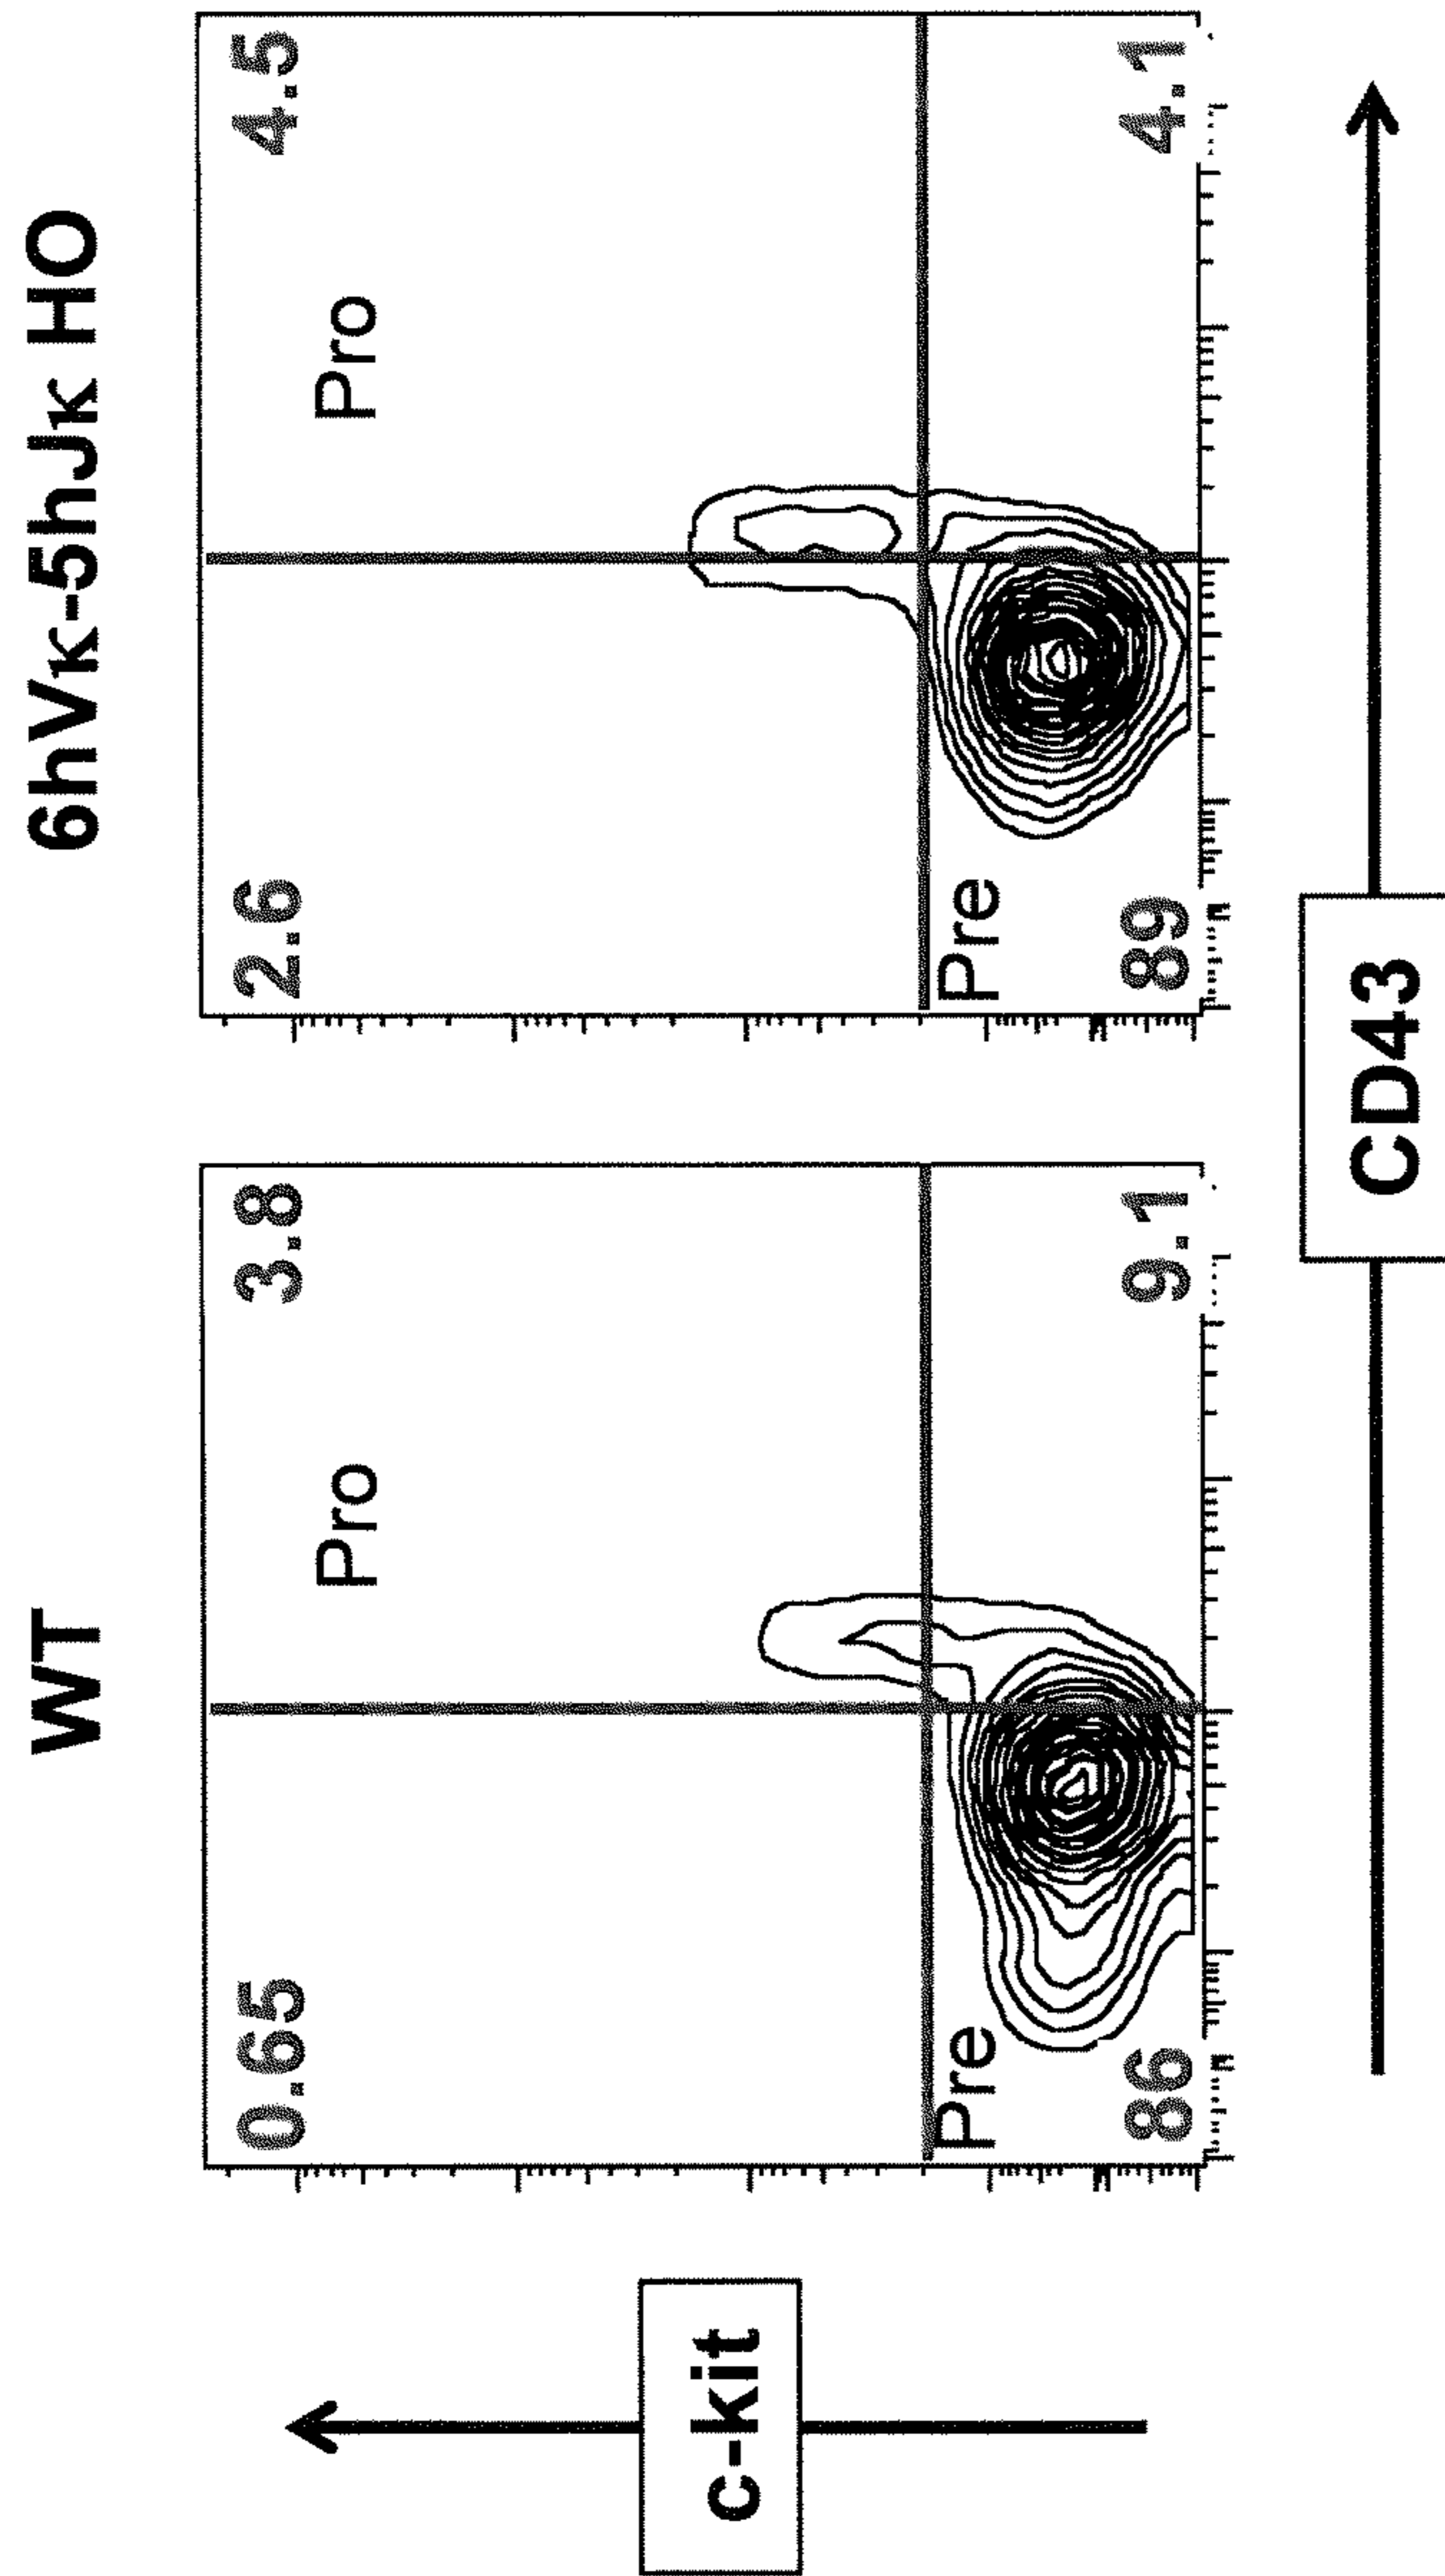 WT
6hVκ-5hJκ HO
0.65
3.8
Pro
Pre
86
9.1
2.6
4.5
Pro
Pre
89
4.1
c-kit
CD43